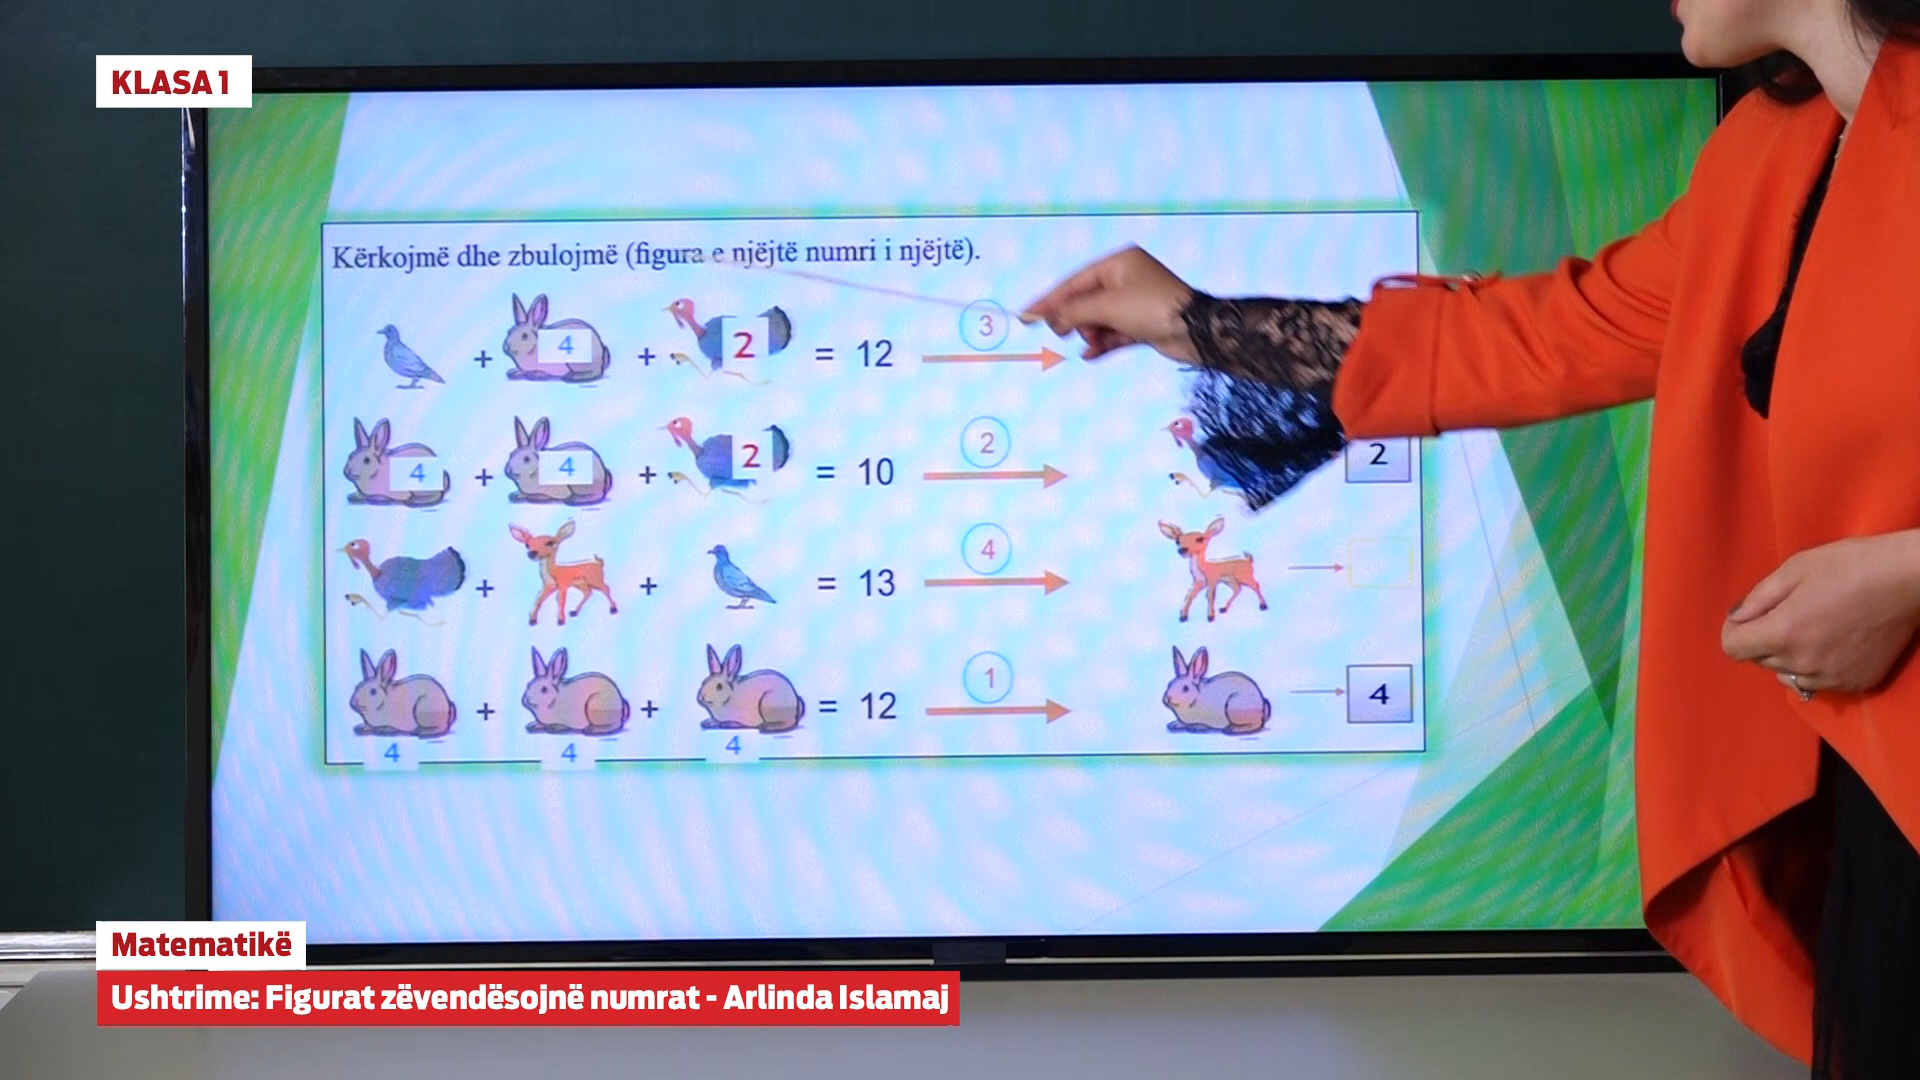 KLASA 1
Kërkojmë dhe zbulojmë (figura e njëjtë numri i njëjtë).
+ 4 + 2 = 12 3
4 + 4 + 2 = 10 2 2
+ + = 13 4
+ + = 12 1 4
4 4 4
Matematikë
Ushtrime: Figurat zëvendësojnë numrat - Arlinda Islamaj